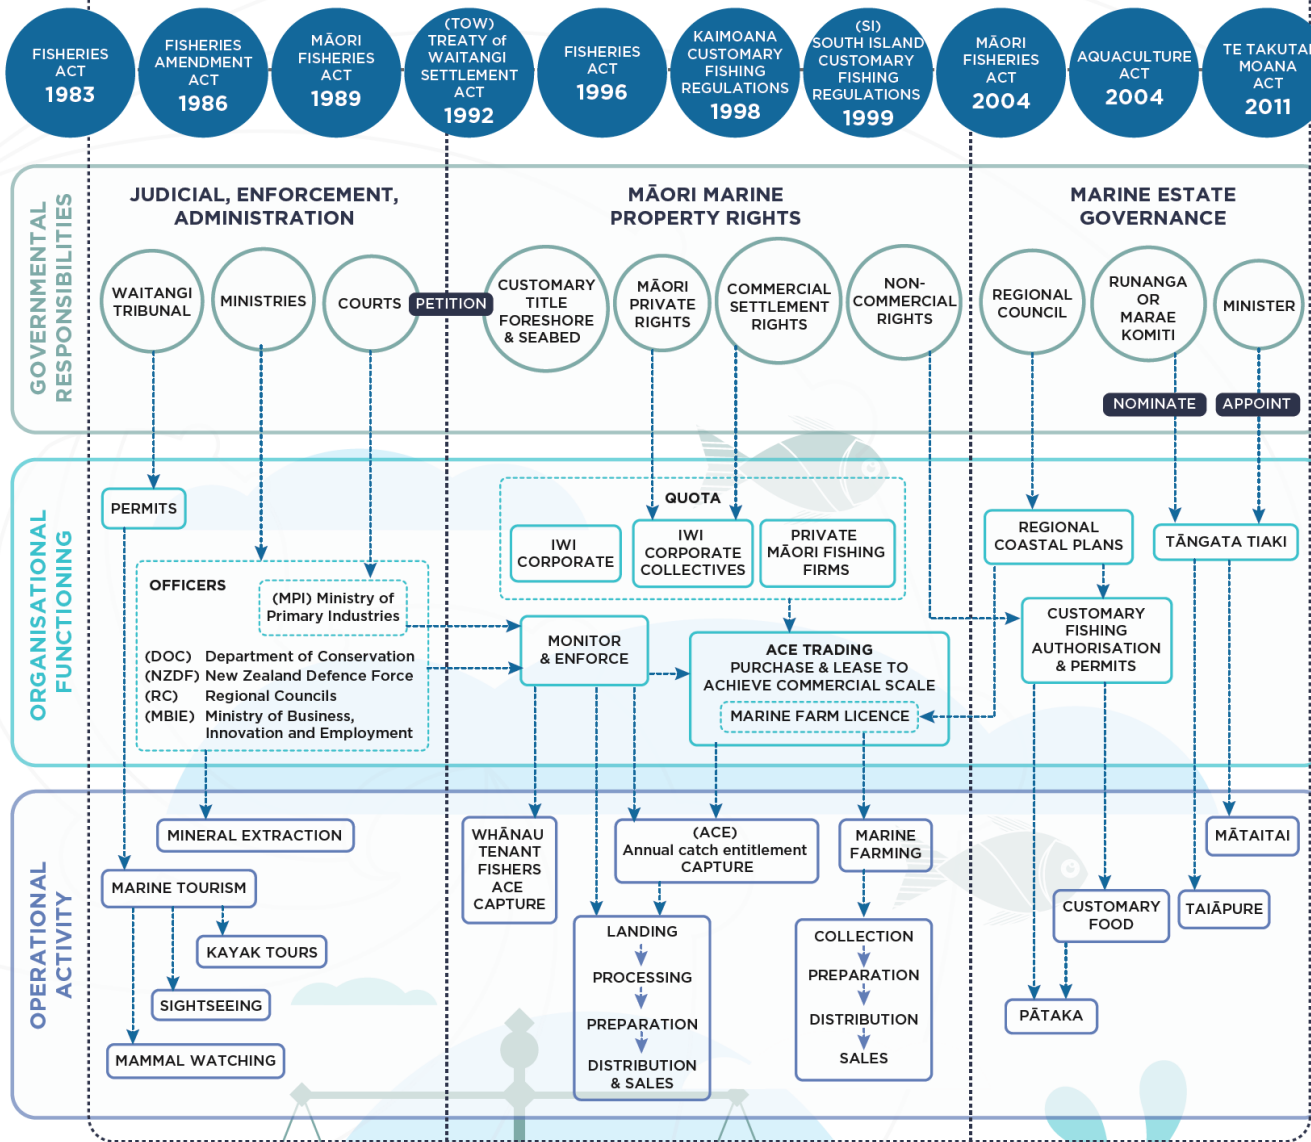 FISHERIES
ACT
1983
FISHERIES
AMENDMENT
ACT
1986
MĀORI
FISHERIES
ACT
1989
(TOW)
TREATY of
WAITANGI
SETTLEMENT
ACT
1992
FISHERIES
ACT
1996
KAIMOANA
CUSTOMARY
FISHING
REGULATIONS
1998
(SI)
SOUTH ISLAND
CUSTOMARY
FISHING
REGULATIONS
1999
MĀORI
FISHERIES
ACT
2004
AQUACULTURE
ACT
2004
TE TAKUTAI
MOANA
ACT
2011
GOVERNMENTAL
RESPONSIBILITIES
JUDICIAL, ENFORCEMENT,
ADMINISTRATION
MĀORI MARINE
PROPERTY RIGHTS
MARINE ESTATE
GOVERNANCE
WAITANGI
TRIBUNAL
MINISTRIES
COURTS
PETITION
CUSTOMARY
TITLE
FORESHORE
& SEABED
MĀORI
PRIVATE
RIGHTS
COMMERCIAL
SETTLEMENT
RIGHTS
NON-
COMMERCIAL
RIGHTS
REGIONAL
COUNCIL
RUNANGA
OR
MARAE
KOMITI
MINISTER
NOMINATE
APPOINT
ORGANISATIONAL
FUNCTIONING
PERMITS
OFFICERS
(MPI) Ministry of
Primary Industries
(DOC) Department of Conservation
(NZDF) New Zealand Defence Force
(RC) Regional Councils
(MBIE) Ministry of Business,
Innovation and Employment
QUOTA
IWI
CORPORATE
IWI
CORPORATE
COLLECTIVES
PRIVATE
MĀORI FISHING
FIRMS
MONITOR
& ENFORCE
ACE TRADING
PURCHASE & LEASE TO
ACHIEVE COMMERCIAL SCALE
MARINE FARM LICENCE
REGIONAL
COASTAL PLANS
TĀNGATA TIAKI
CUSTOMARY
FISHING
AUTHORISATION
& PERMITS
OPERATIONAL
ACTIVITY
MINERAL EXTRACTION
MARINE TOURISM
KAYAK TOURS
SIGHTSEEING
MAMMAL WATCHING
WHĀNAU
TENANT
FISHERS
ACE
CAPTURE
(ACE)
Annual catch entitlement
CAPTURE
LANDING
PROCESSING
PREPARATION
DISTRIBUTION
& SALES
MARINE
FARMING
COLLECTION
PREPARATION
DISTRIBUTION
SALES
MĀTAITAI
TAIĀPURE
CUSTOMARY
FOOD
PĀTAKA